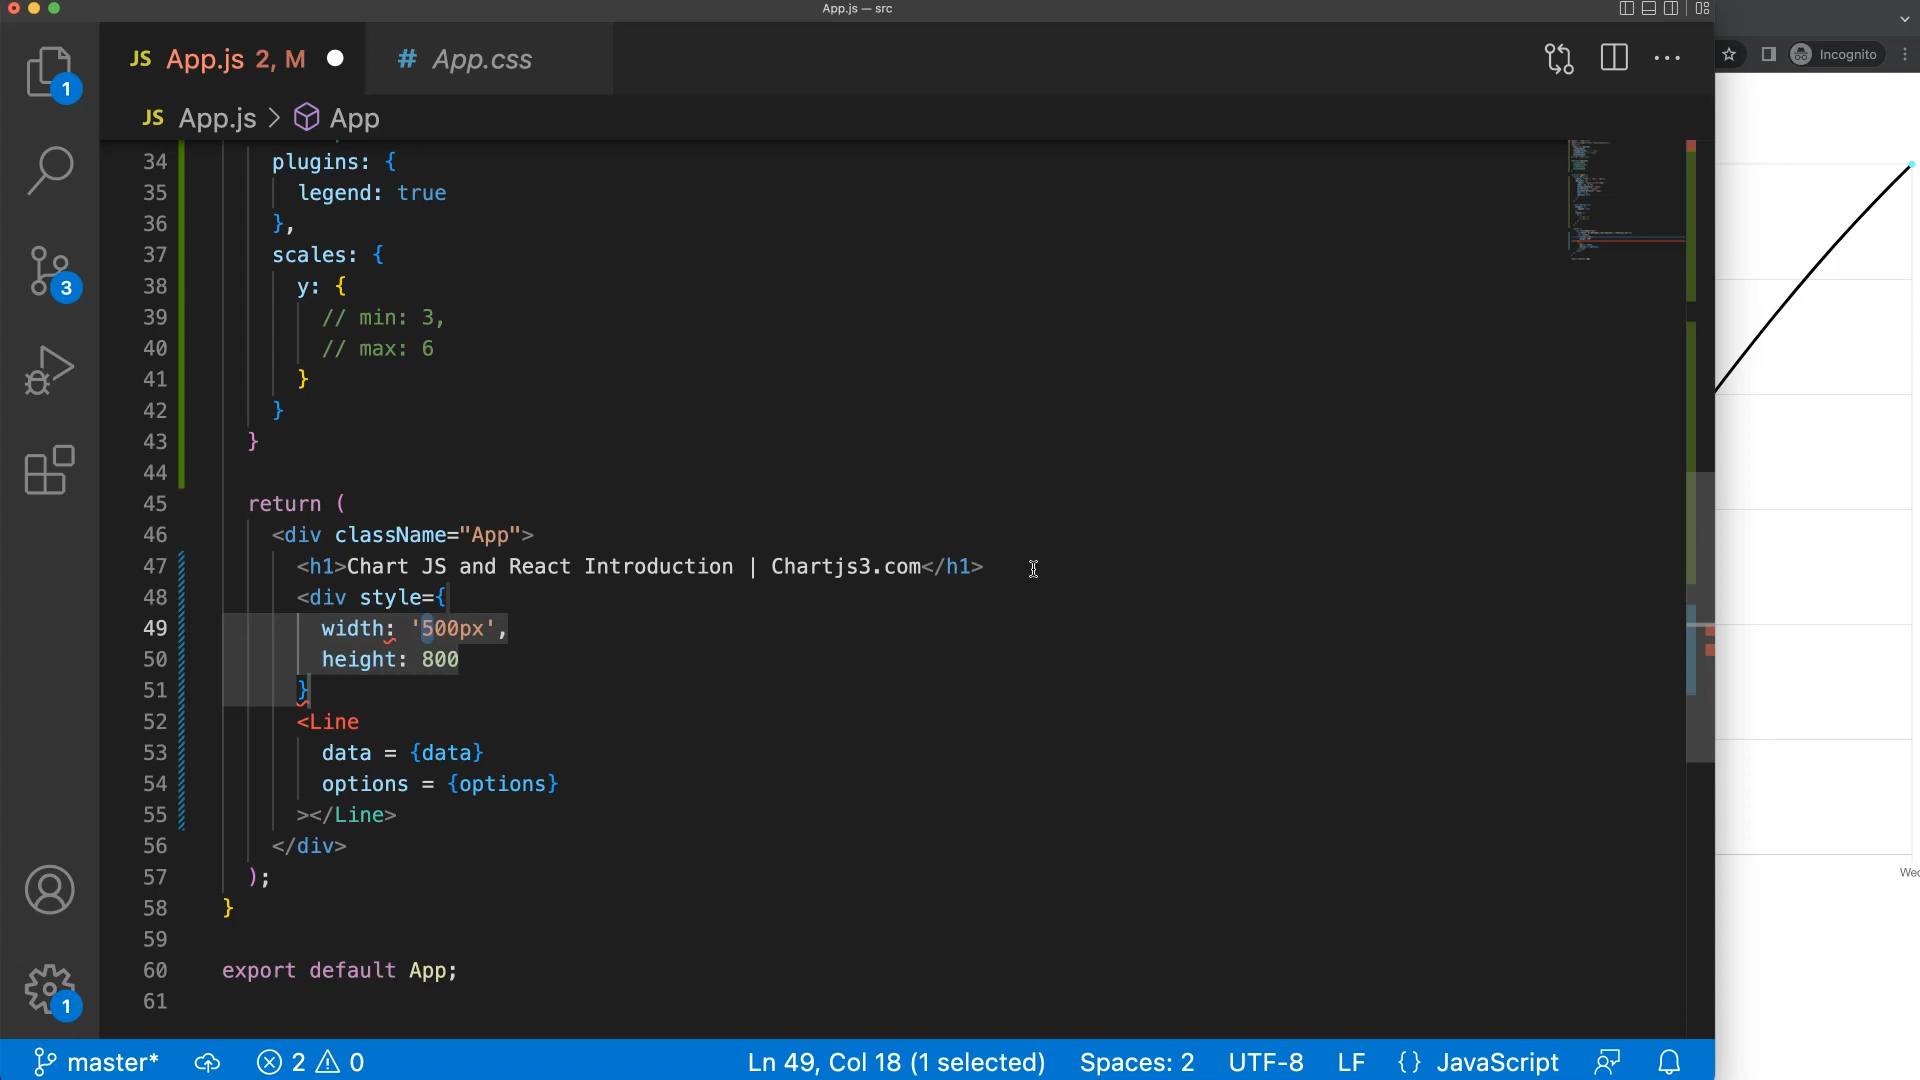 App.js — src
JS App.js 2, M
# App.css
Incognito
1
JS App.js > App
34 plugins: {
35 legend: true
36 },
37 scales: {
38 y: {
39 // min: 3,
40 // max: 6
41 }
42 }
43 }
44
45 return (
46 <div className="App">
47 <h1>Chart JS and React Introduction | Chartjs3.com</h1>
48 <div style={
49 width: '500px',
50 height: 800
51 }
52 <Line
53 data = {data}
54 options = {options}
55 ></Line>
56 </div>
57 );
58 }
59
60 export default App;
61
3
1
Wed
master* 2 0 Ln 49, Col 18 (1 selected) Spaces: 2 UTF-8 LF {} JavaScript